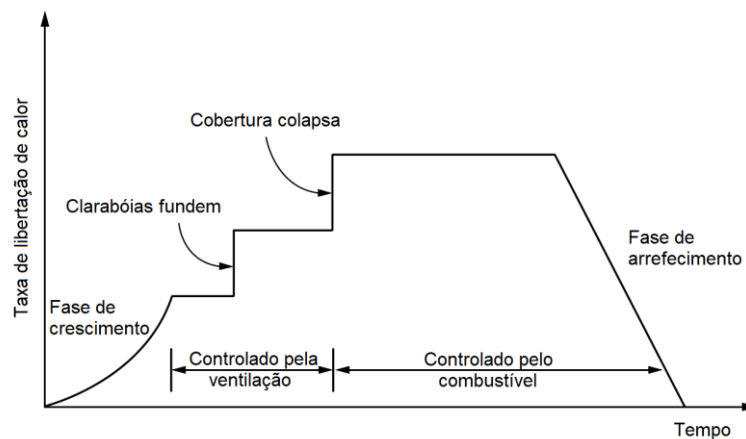 Taxa de libertação de calor
Cobertura colapsa
Clarabóias fundem
Fase de
crescimento
Fase de
arrefecimento
Controlado pela
ventilação
Controlado pelo
combustível
Tempo